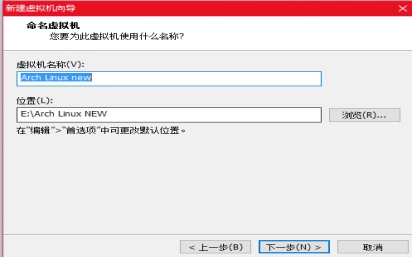 新建虚拟机向导
命名虚拟机
您要为此虚拟机使用什么名称?
虚拟机名称(V):
Arch Linux new
位置(L):
E:\Arch Linux NEW
浏览(R)...
在"编辑">"首选项"中可更改默认位置。
< 上一步(B) 下一步(N) > 取消